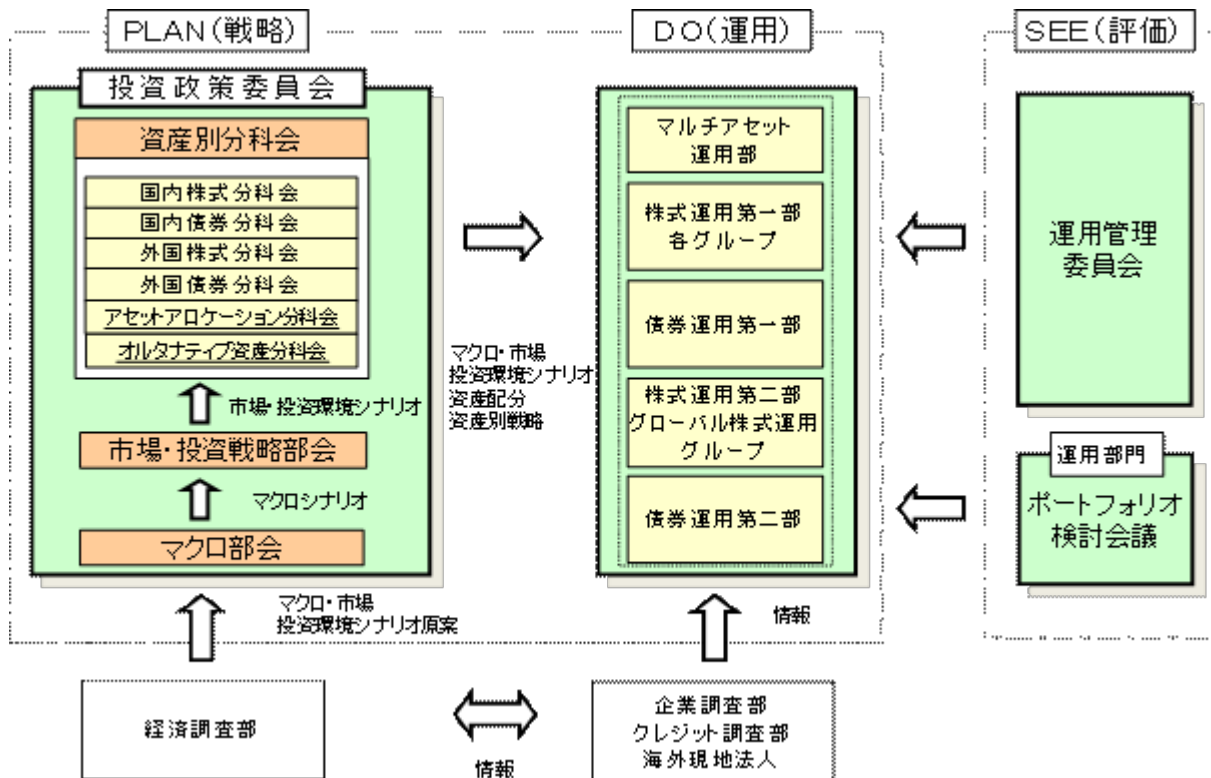 PLAN(戦略)
投資政策委員会
資産別分科会
国内株式分科会
国内債券分科会
外国株式分科会
外国債券分科会
アセットアロケーション分科会
オルタナティブ資産分科会
市場・投資環境シナリオ
市場・投資戦略部会
マクロシナリオ
マクロ部会
マクロ・市場
投資環境シナリオ原案
経済調査部
マクロ・市場
投資環境シナリオ
資産配分
資産別戦略
情報
DO(運用)
マルチアセット
運用部
株式運用第一部
各グループ
債券運用第一部
株式運用第二部
グローバル株式運用
グループ
債券運用第二部
情報
企業調査部
クレジット調査部
海外現地法人
SEE(評価)
運用管理
委員会
運用部門
ポートフォリオ
検討会議